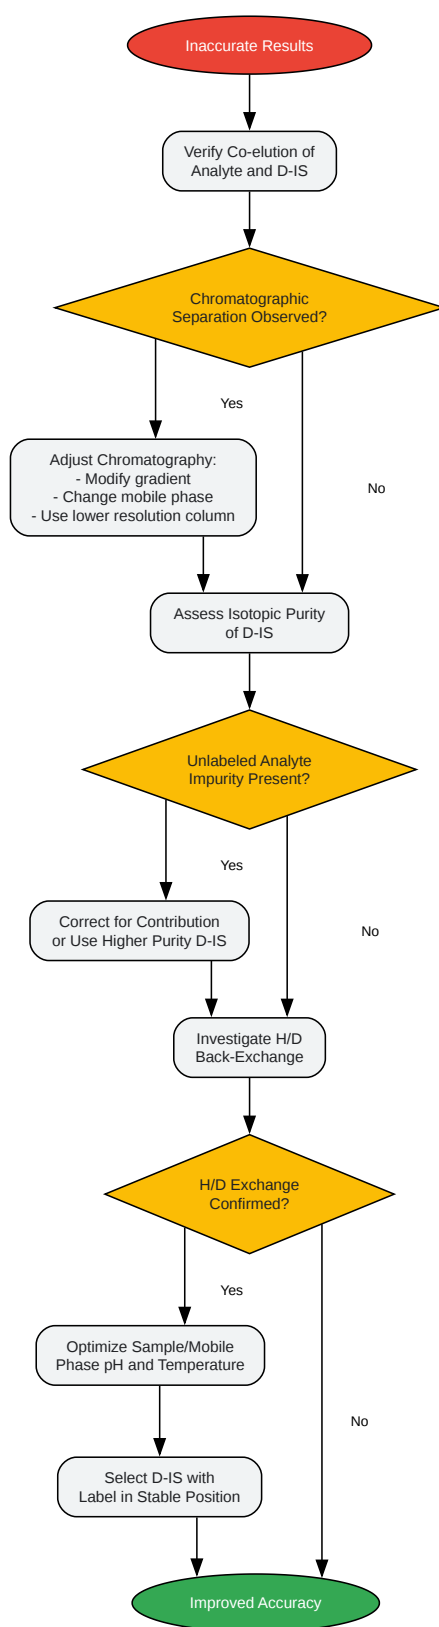 Inaccurate Results
Verify Co-elution of
Analyte and D-IS
Chromatographic
Separation Observed?
Yes
Adjust Chromatography:
- Modify gradient
- Change mobile phase
- Use lower resolution column
No
Assess Isotopic Purity
of D-IS
Unlabeled Analyte
Impurity Present?
Yes
Correct for Contribution
or Use Higher Purity D-IS
No
Investigate H/D
Back-Exchange
H/D Exchange
Confirmed?
Yes
Optimize Sample/Mobile
Phase pH and Temperature
No
Select D-IS with
Label in Stable Position
Improved Accuracy